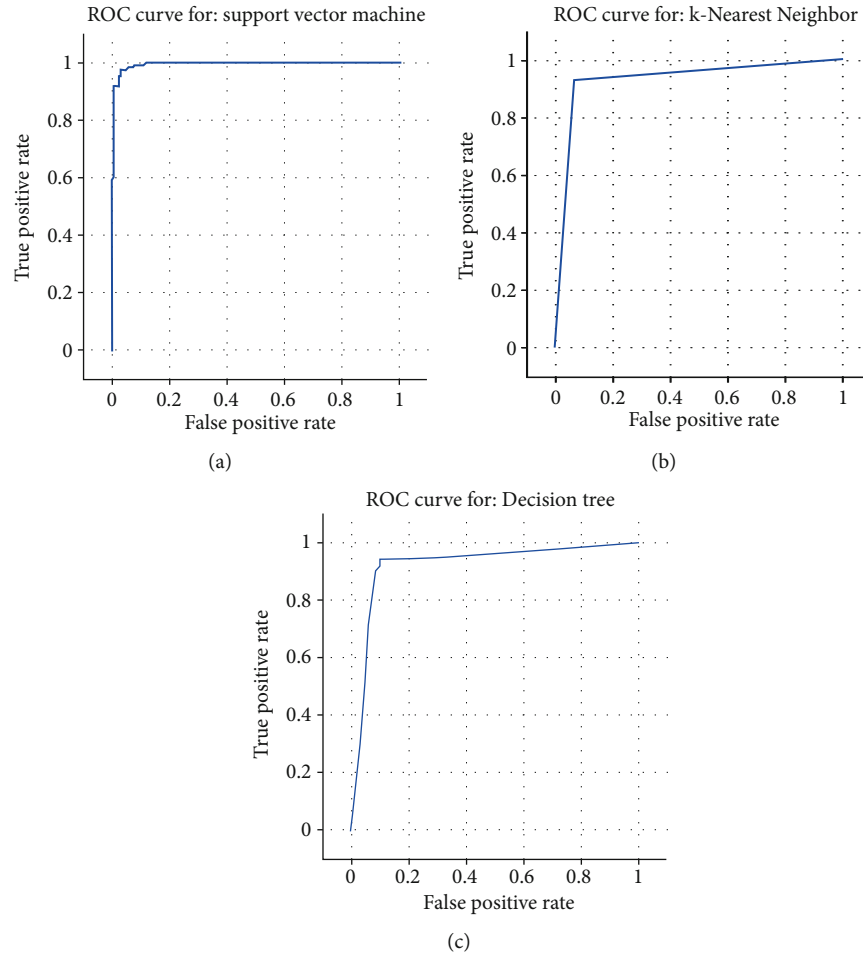 ROC curve for: support vector machine
1
0.8
0.6
0.4
0.2
0
True positive rate
0 0.2 0.4 0.6 0.8 1
False positive rate
(a)
ROC curve for: k-Nearest Neighbor
1
0.8
0.6
0.4
0.2
0
True positive rate
0 0.2 0.4 0.6 0.8 1
False positive rate
(b)
ROC curve for: Decision tree
1
0.8
0.6
0.4
0.2
0
True positive rate
0 0.2 0.4 0.6 0.8 1
False positive rate
(c)